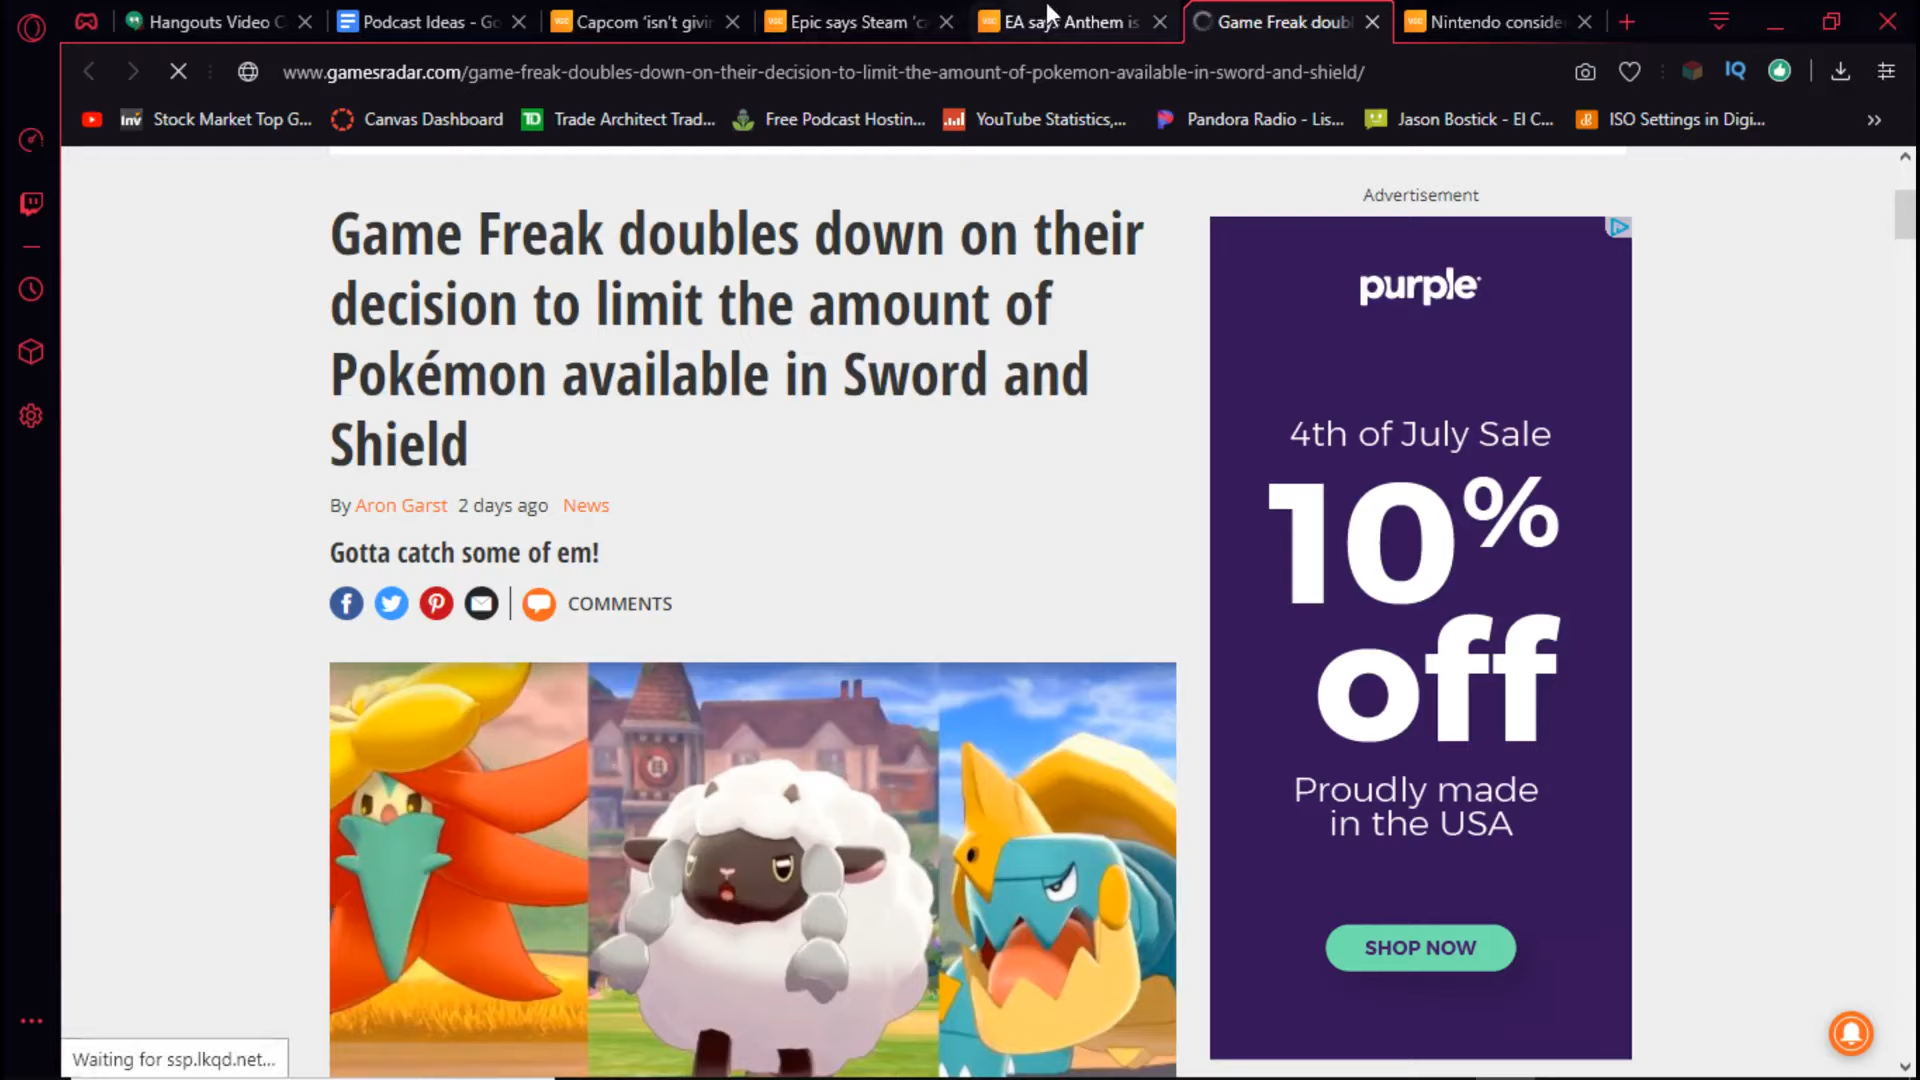 Hangouts Video C
Podcast Ideas - Go
Capcom 'isn't givin
Epic says Steam 'c
EA says Anthem is
Game Freak doubl
Nintendo conside
www.gamesradar.com/game-freak-doubles-down-on-their-decision-to-limit-the-amount-of-pokemon-available-in-sword-and-shield/
IQ
Inv Stock Market Top G...
Canvas Dashboard
TD Trade Architect Trad...
Free Podcast Hostin...
YouTube Statistics,...
Pandora Radio - Lis...
Jason Bostick - El C...
ISO Settings in Digi...
Advertisement
Game Freak doubles down on their
decision to limit the amount of
Pokémon available in Sword and
Shield
By Aron Garst 2 days ago News
Gotta catch some of em!
COMMENTS
purple
4th of July Sale
10%
off
Proudly made
in the USA
SHOP NOW
Waiting for ssp.lkqd.net...